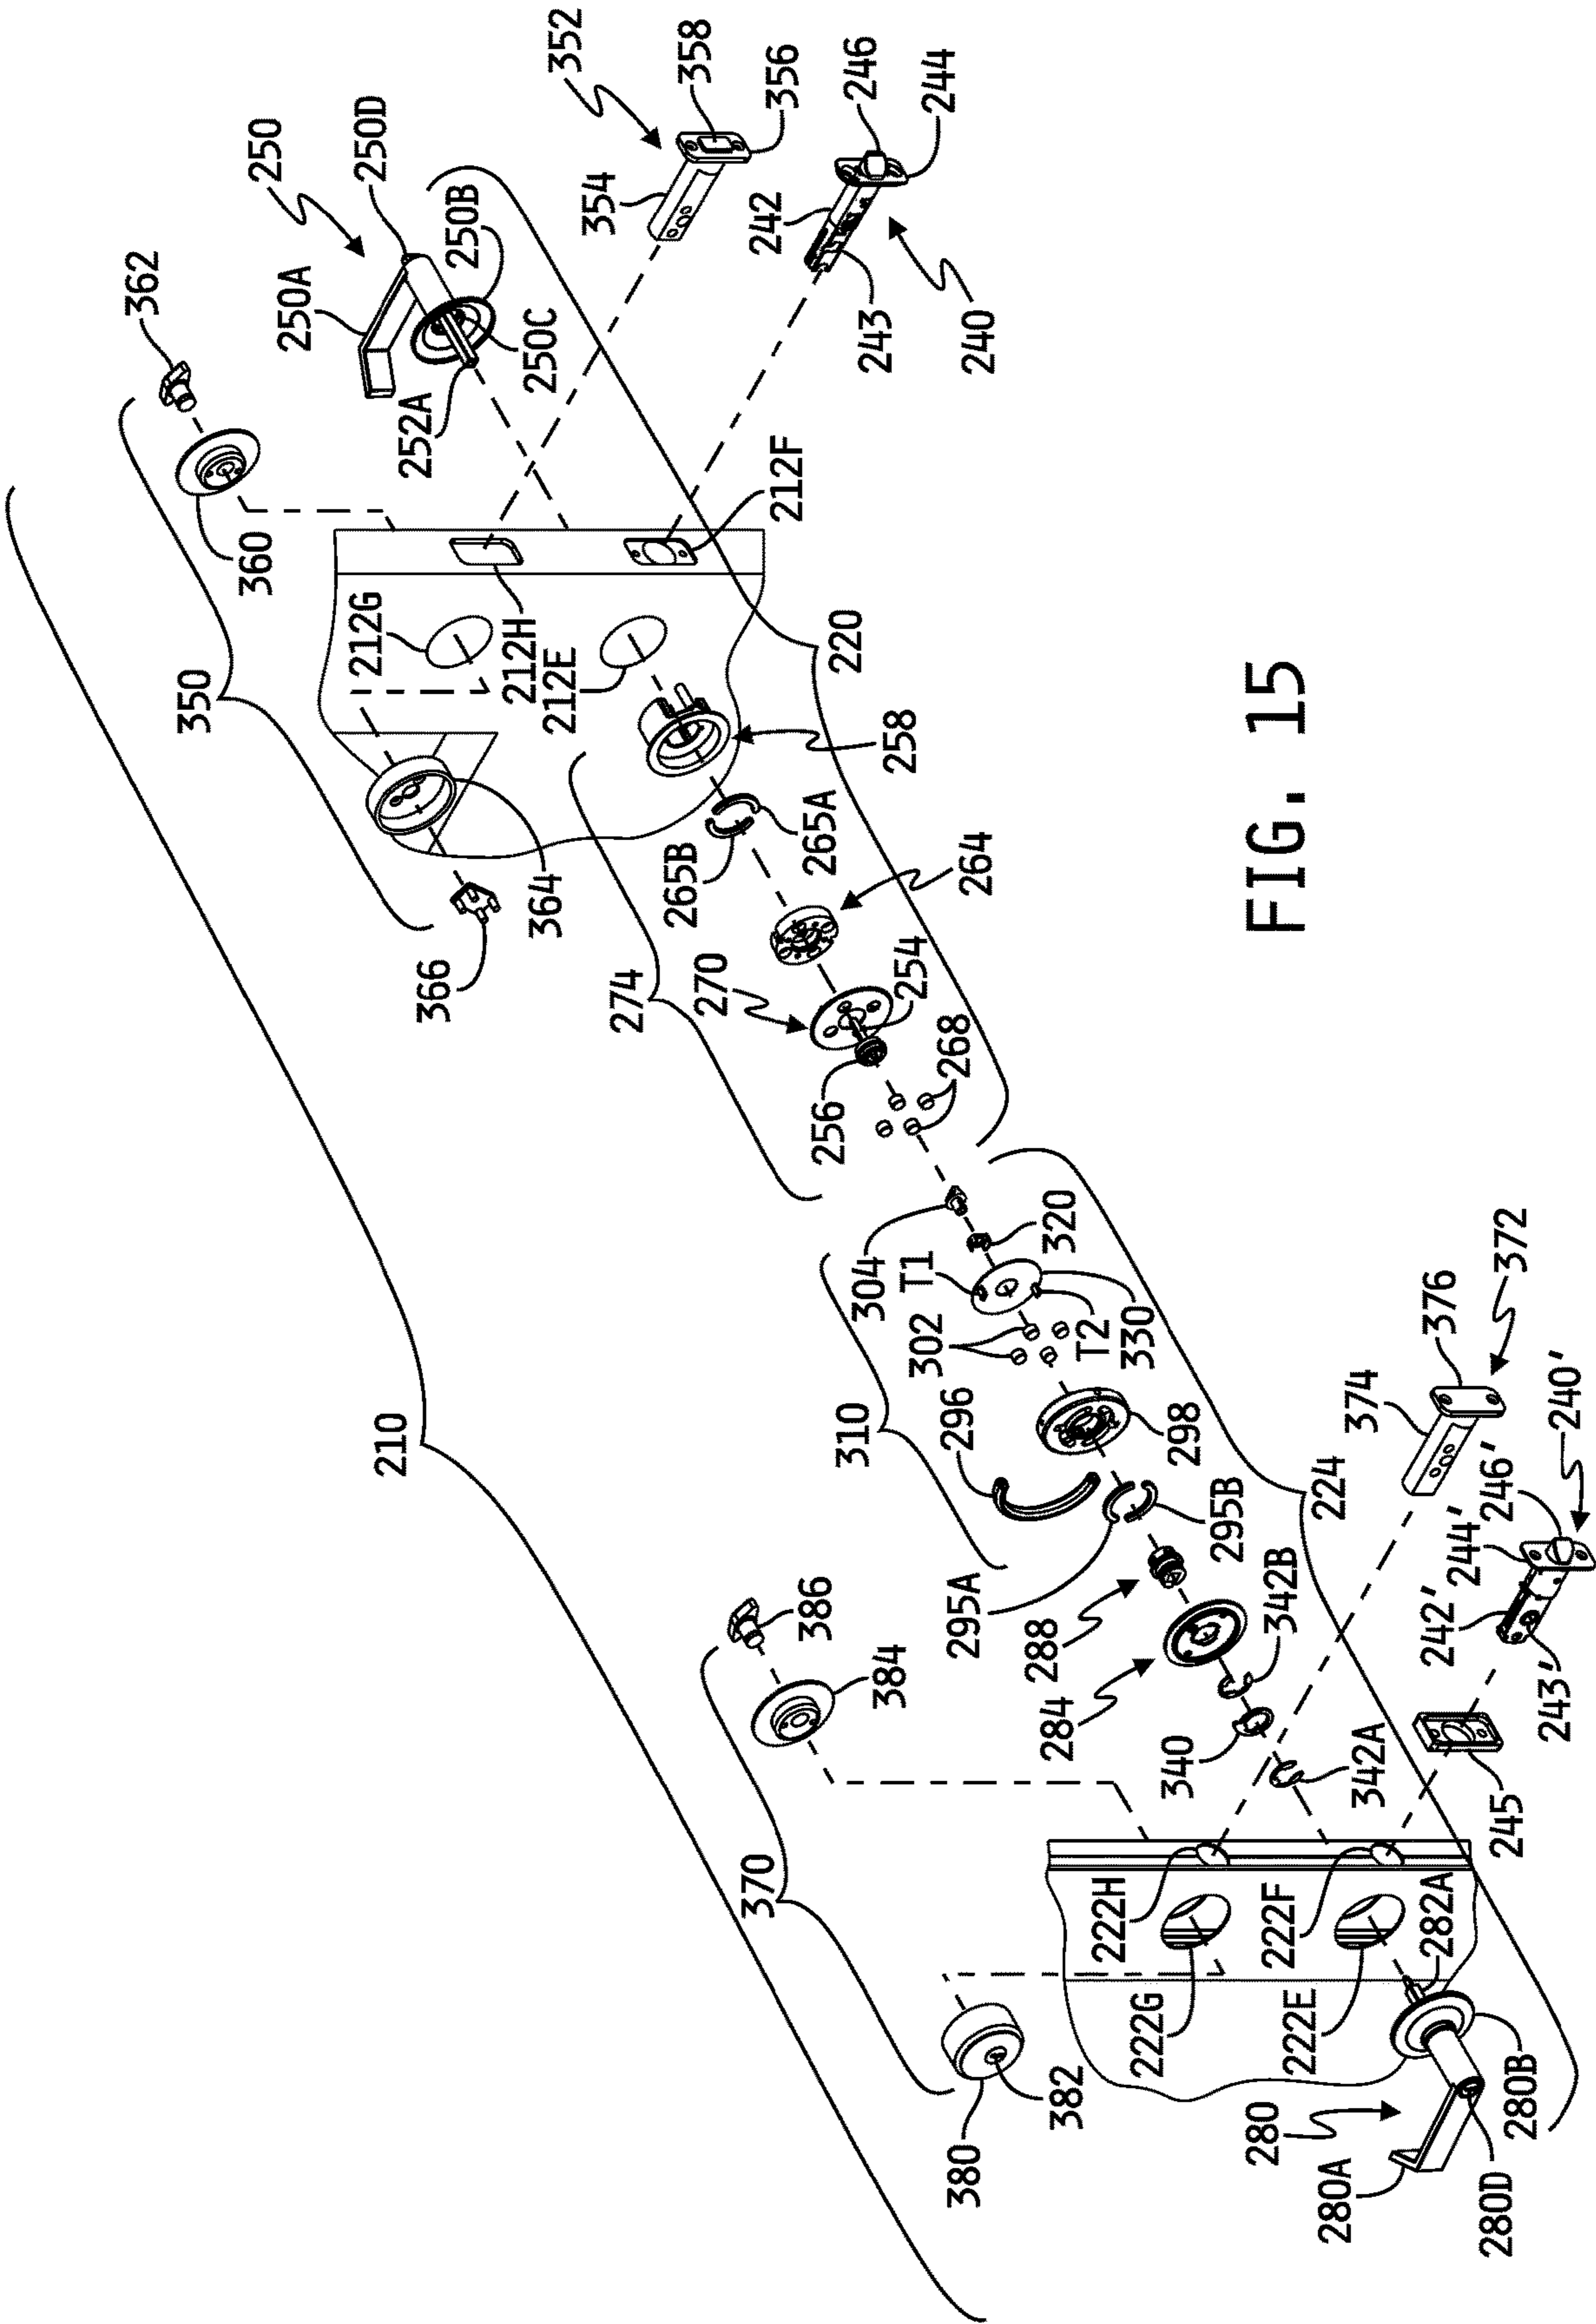 210
350
360
362
250
250A
250D
250B
250C
252A
352
354
358
356
242
246
244
243
240
212G
212H
212E
212F
220
366
364
258
265A
265B
264
274
270
254
256
268
304
320
T1
T2
330
302
310
296
298
295A
295B
288
284
342B
340
342A
224
370
386
384
380
382
222H
222G
222F
222E
282A
280
280A
280B
280D
372
374
376
240'
242'
243'
244'
246'
245
FIG. 15